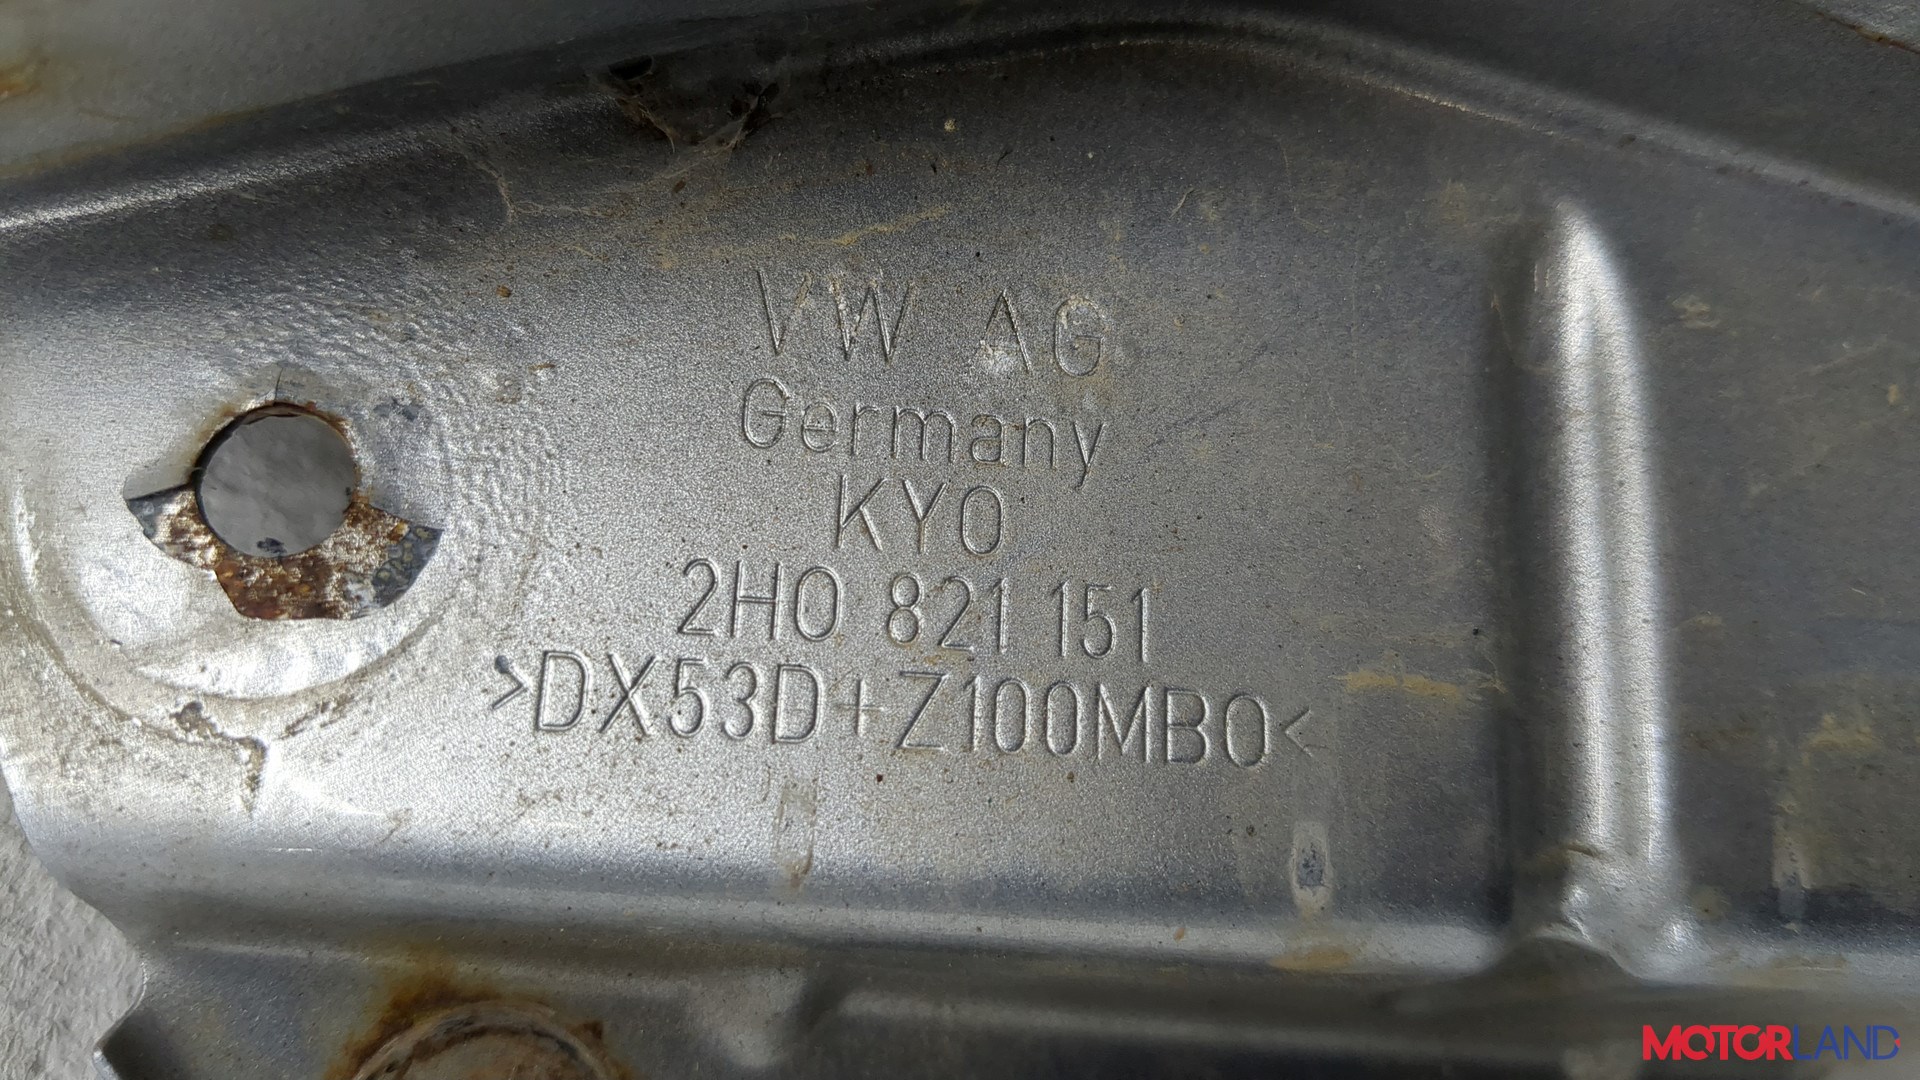 VW AG
Germany
KYO
2H0 821 151
>DX53D+Z100MBO<
MOTORLAND